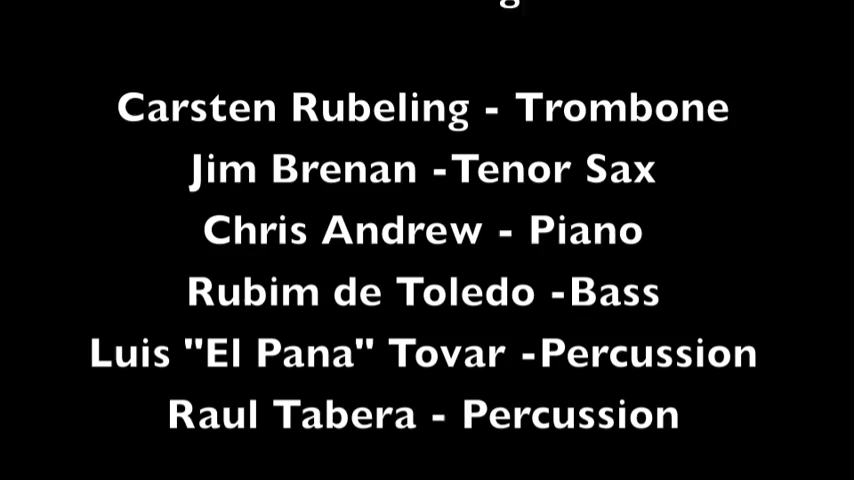 Carsten Rubeling - Trombone
Jim Brenan -Tenor Sax
Chris Andrew - Piano
Rubim de Toledo -Bass
Luis "El Pana" Tovar -Percussion
Raul Tabera - Percussion